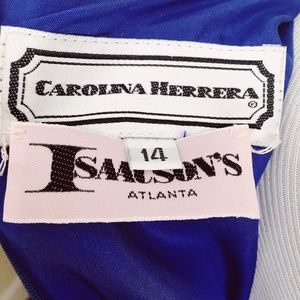 CAROLINA HERRERA ®
14
ISAACSON'S
ATLANTA